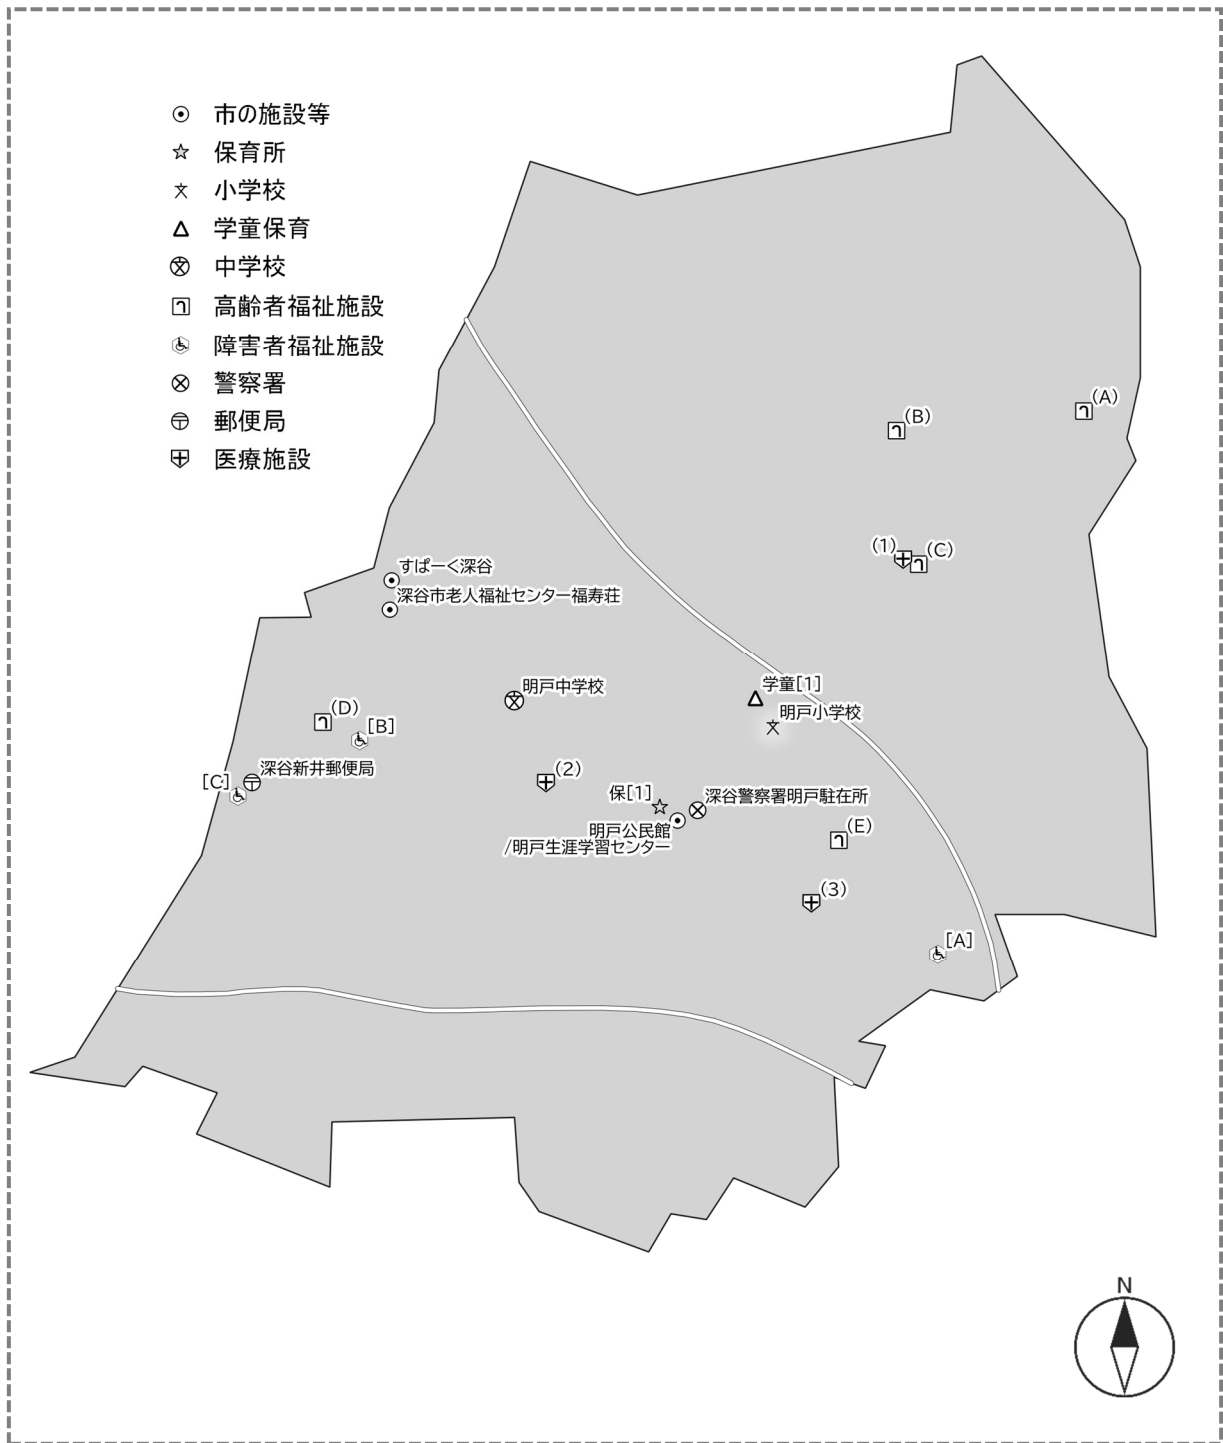 市の施設等
保育所
小学校
学童保育
中学校
高齢者福祉施設
障害者福祉施設
警察署
郵便局
医療施設
(A)
(B)
(1)
(C)
すぱーく深谷
深谷市老人福祉センター福寿荘
学童[1]
明戸中学校
明戸小学校
(D)
[B]
深谷新井郵便局
[C]
(2)
保[1]
深谷警察署明戸駐在所
明戸公民館
/明戸生涯学習センター
(E)
(3)
[A]
N